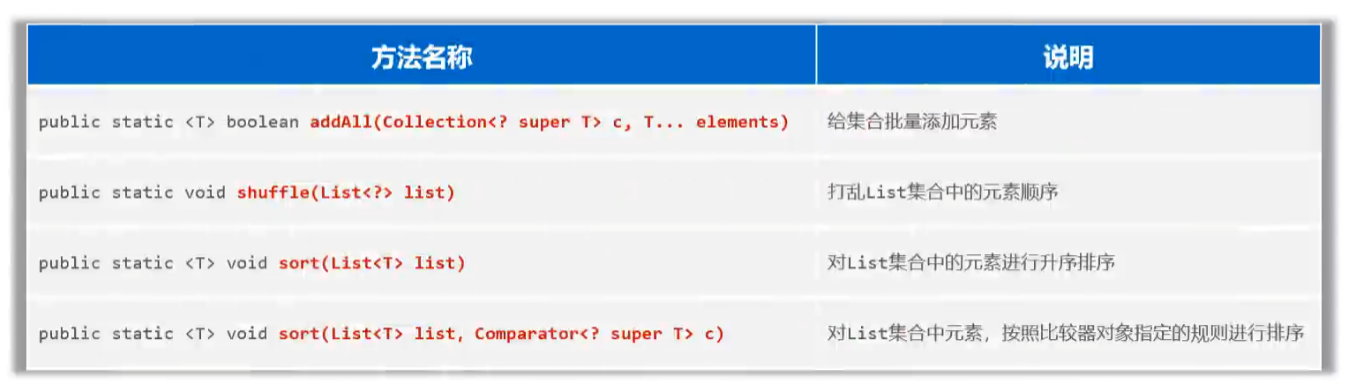 方法名称 说明
public static <T> boolean addAll(Collection<? super T> c, T... elements) 给集合批量添加元素
public static void shuffle(List<?> list) 打乱List集合中的元素顺序
public static <T> void sort(List<T> list) 对List集合中的元素进行升序排序
public static <T> void sort(List<T> list, Comparator<? super T> c) 对List集合中元素，按照比较器对象指定的规则进行排序